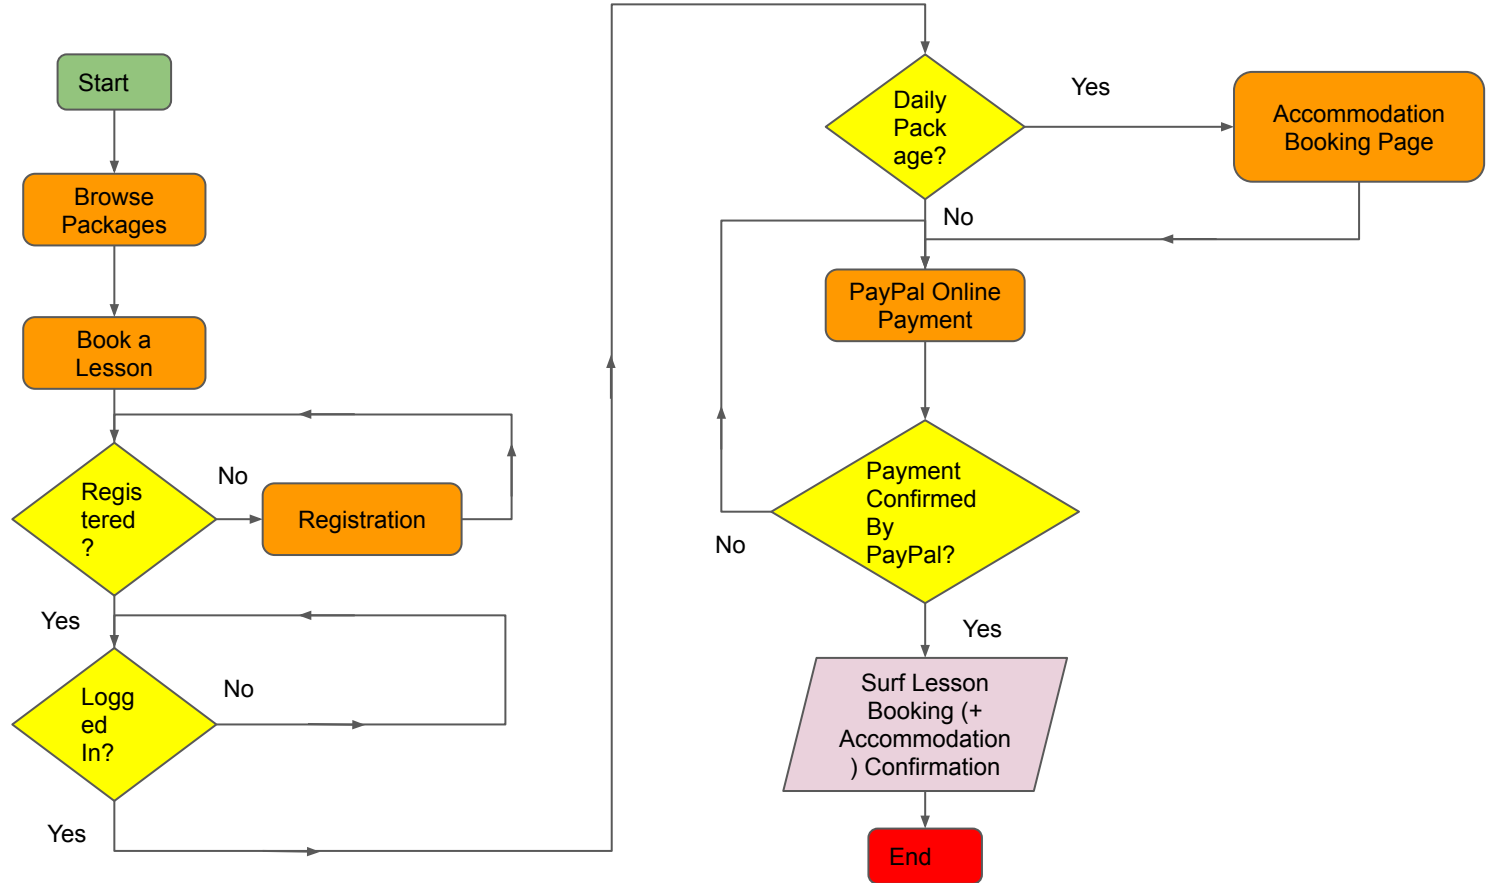 Start
Browse
Packages
Book a
Lesson
Regis
tered
?
No
Registration
Yes
Logg
ed
In?
No
Yes
Daily
Pack
age?
Yes
Accommodation
Booking Page
No
PayPal Online
Payment
Payment
Confirmed
By
PayPal?
No
Yes
Surf Lesson
Booking (+
Accommodation
) Confirmation
End